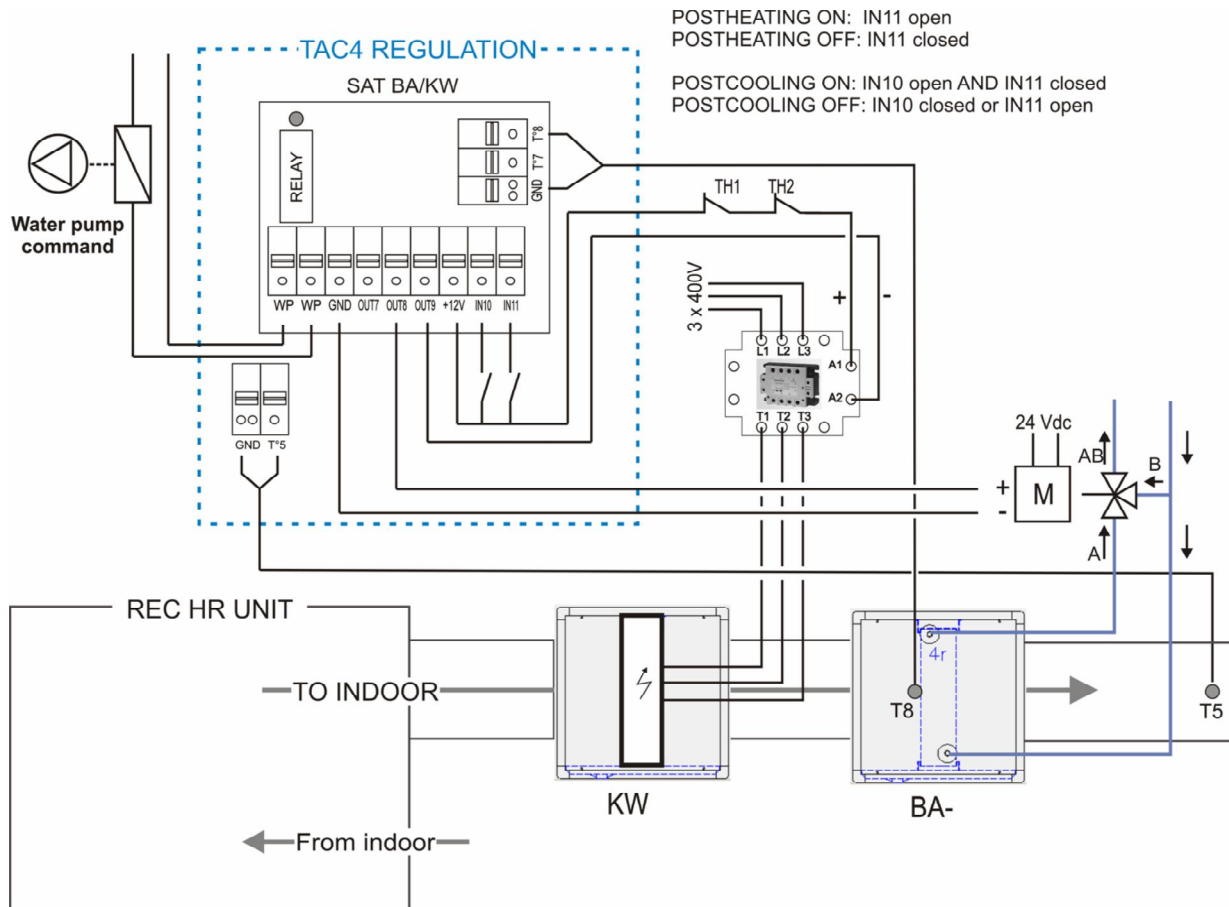 POSTHEATING ON: IN11 open
POSTHEATING OFF: IN11 closed
POSTCOOLING ON: IN10 open AND IN11 closed
POSTCOOLING OFF: IN10 closed or IN11 open
TAC4 REGULATION
SAT BA/KW
RELAY
T°8
T°7
GND
Water pump
command
WP WP GND OUT7 OUT8 OUT9 +12V IN10 IN11
TH1 TH2
3 x 400V
+ -
L1 L2 L3
A1
A2
T1 T2 T3
GND T°5
24 Vdc
+
-
M
AB
B
A
REC HR UNIT
TO INDOOR
4r
T8
T5
KW
BA-
From indoor